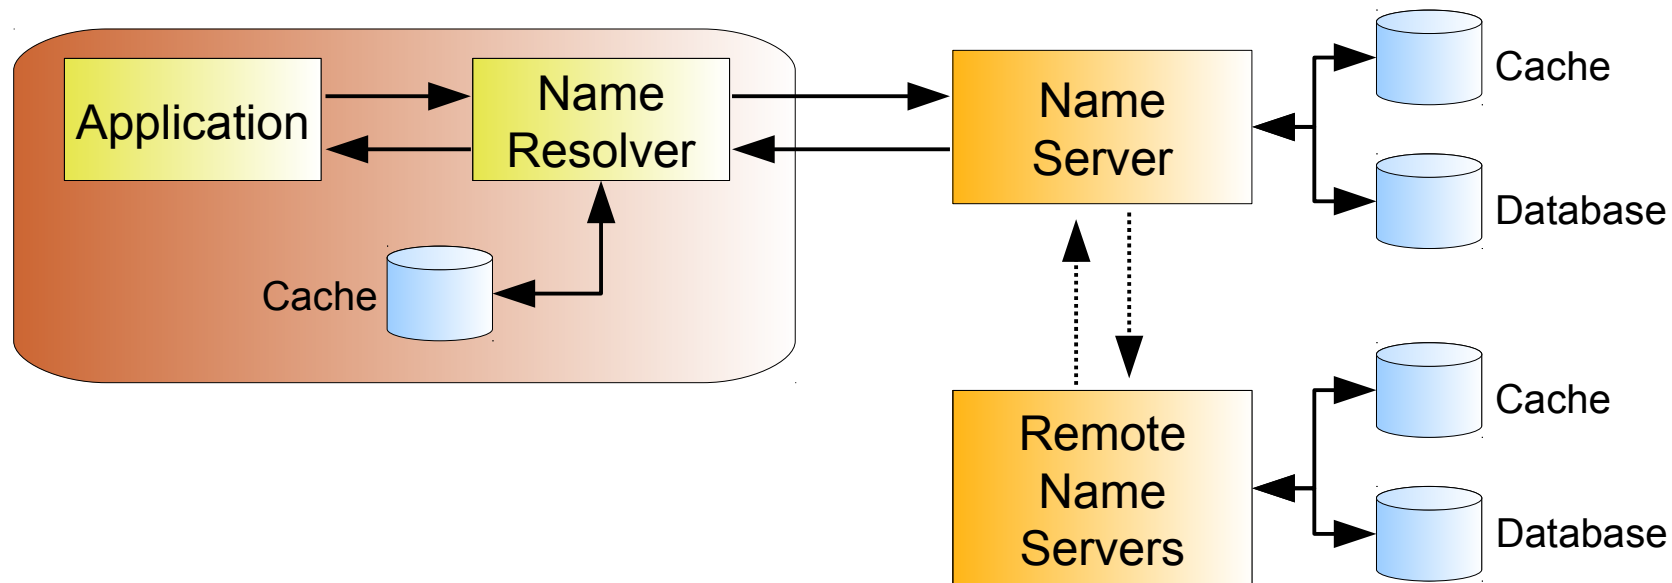 Application
Name
Resolver
Cache
Name
Server
Cache
Database
Remote
Name
Servers
Cache
Database